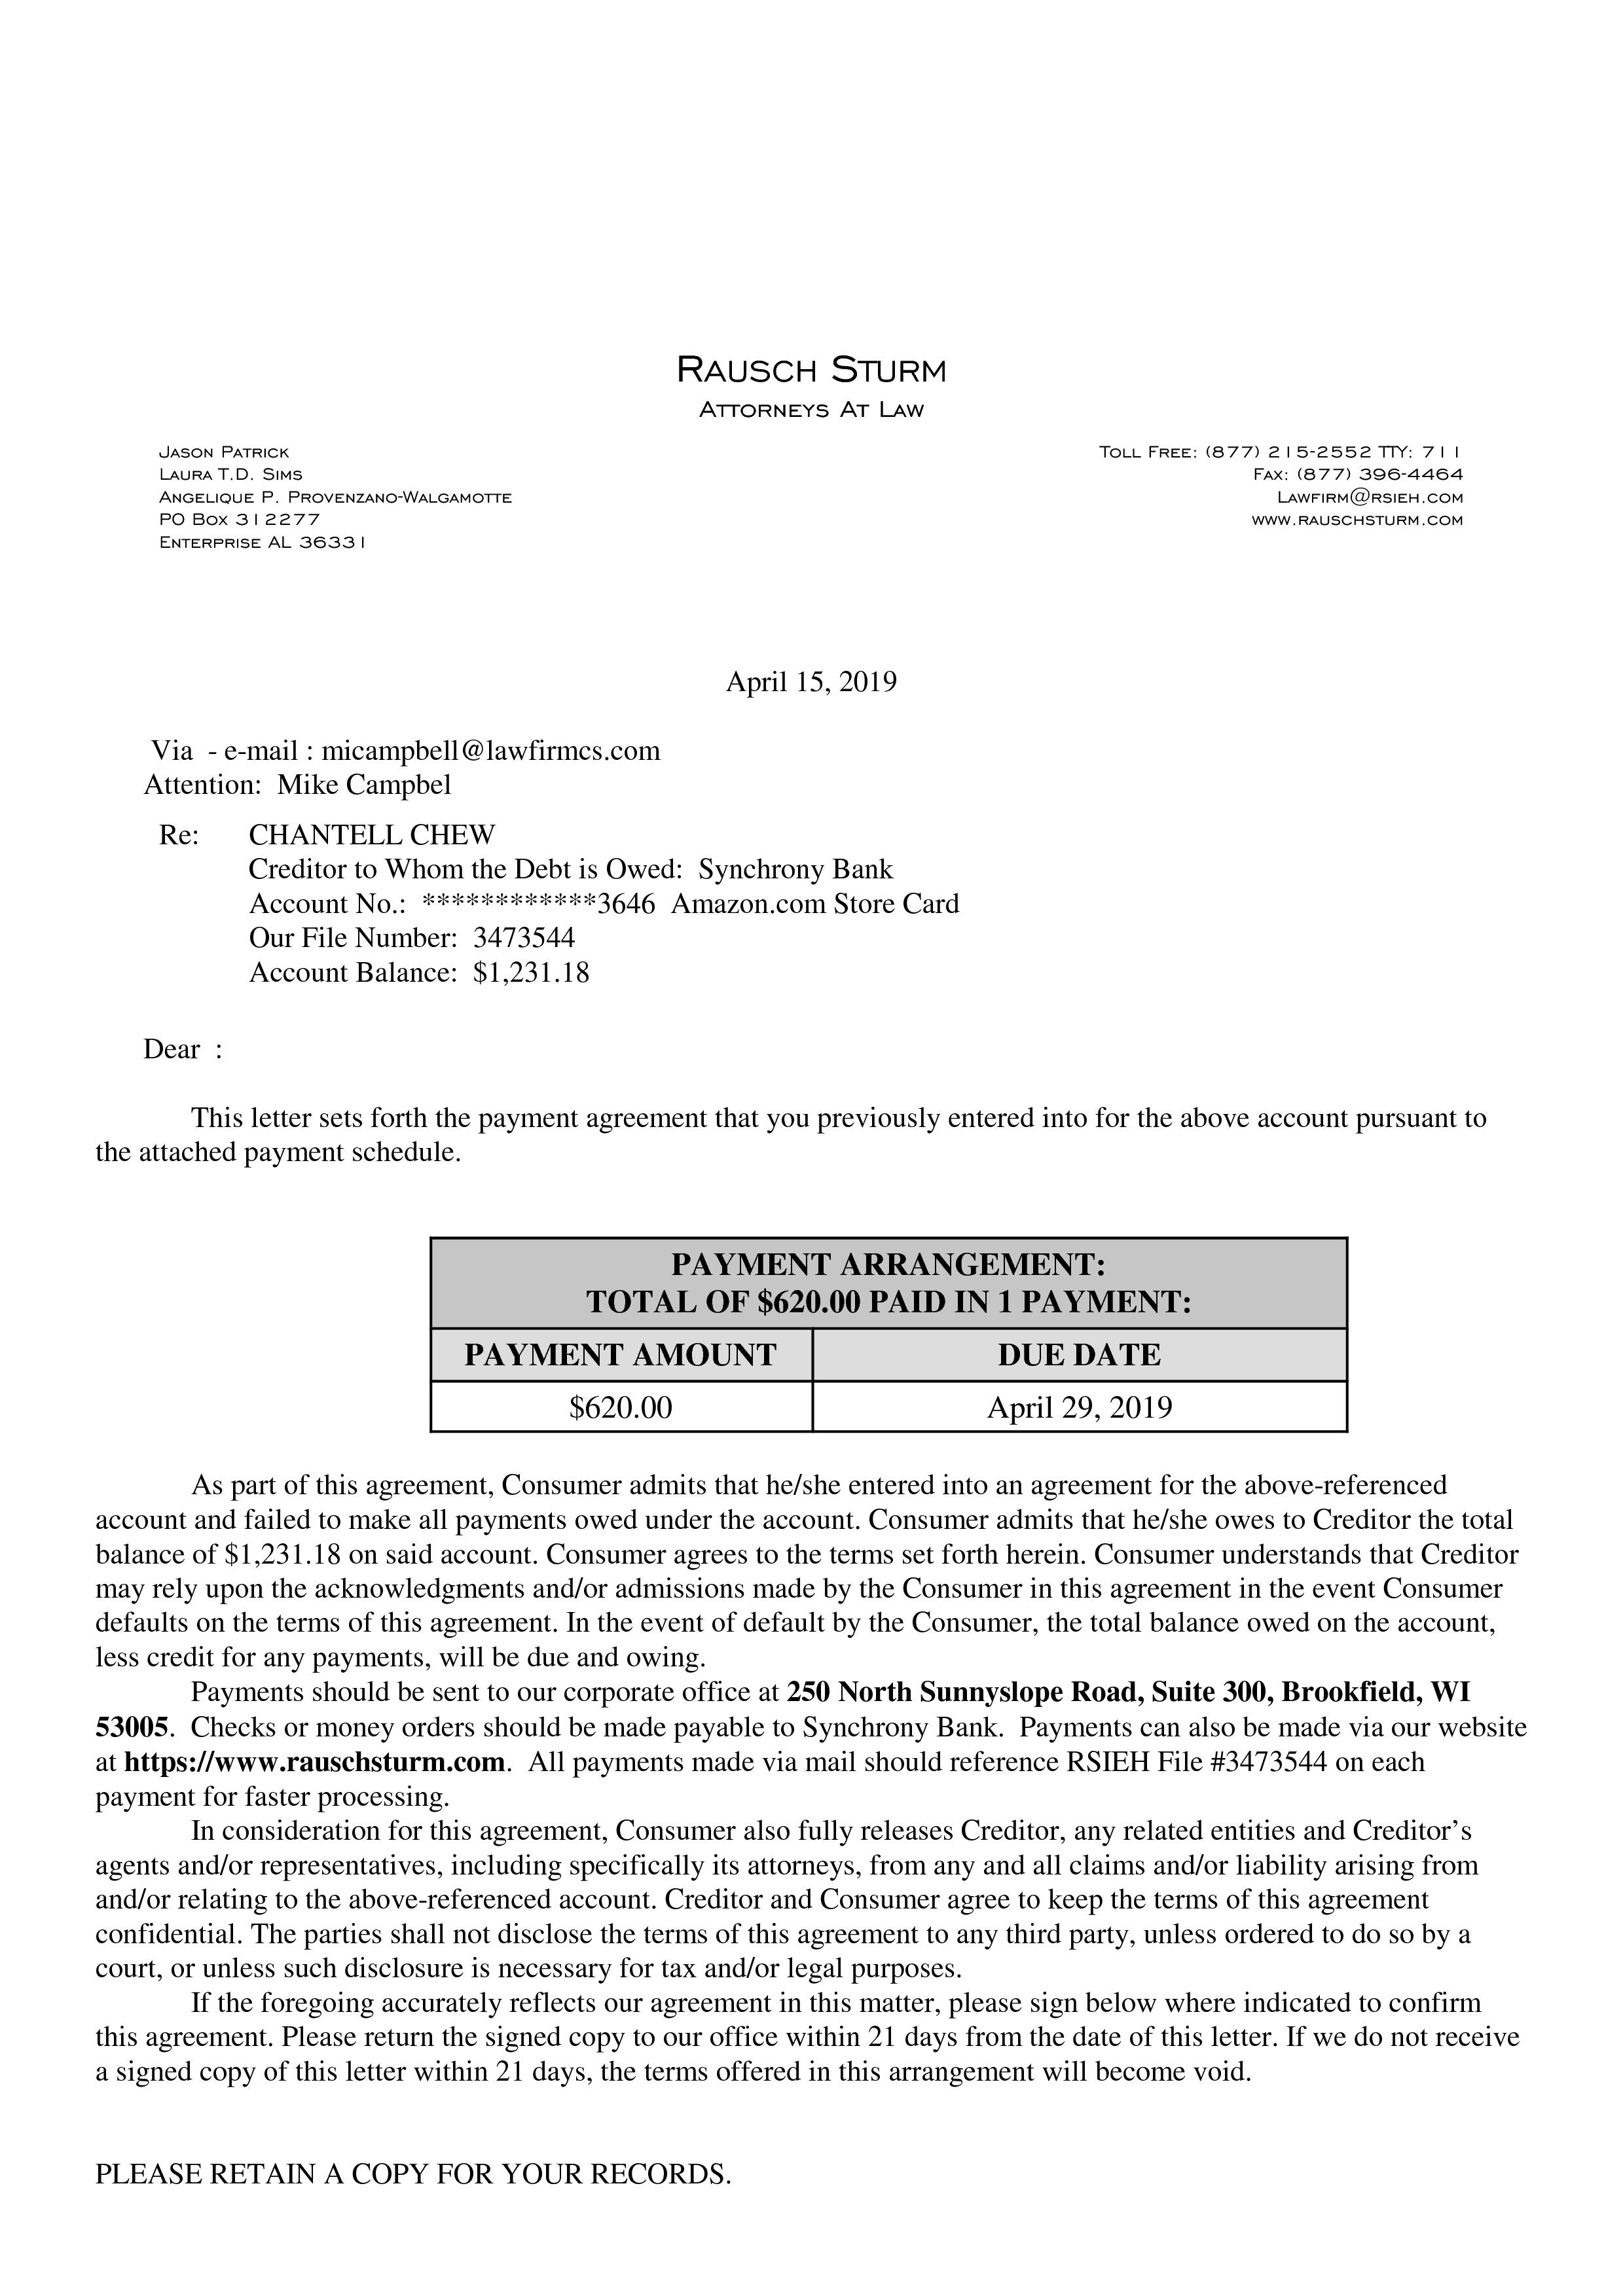 RAUSCH STURM
ATTORNEYS AT LAW
JASON PATRICK
LAURA T.D. SIMS
ANGELIQUE P. PROVENZANO-WALGAMOTTE
PO BOX 312277
ENTERPRISE AL 36331
TOLL FREE: (877) 215-2552 TTY: 711
FAX: (877) 396-4464
LAWFIRM@RSIEH.COM
WWW.RAUSCHSTURM.COM
April 15, 2019
Via - e-mail : micampbell@lawfirmcs.com
Attention: Mike Campbel
Re: CHANTELL CHEW
Creditor to Whom the Debt is Owed: Synchrony Bank
Account No.: ************3646 Amazon.com Store Card
Our File Number: 3473544
Account Balance: $1,231.18
Dear :
This letter sets forth the payment agreement that you previously entered into for the above account pursuant to
the attached payment schedule.
PAYMENT ARRANGEMENT:
TOTAL OF $620.00 PAID IN 1 PAYMENT:
PAYMENT AMOUNT DUE DATE
$620.00 April 29, 2019
As part of this agreement, Consumer admits that he/she entered into an agreement for the above-referenced
account and failed to make all payments owed under the account. Consumer admits that he/she owes to Creditor the total
balance of $1,231.18 on said account. Consumer agrees to the terms set forth herein. Consumer understands that Creditor
may rely upon the acknowledgments and/or admissions made by the Consumer in this agreement in the event Consumer
defaults on the terms of this agreement. In the event of default by the Consumer, the total balance owed on the account,
less credit for any payments, will be due and owing.
Payments should be sent to our corporate office at 250 North Sunnyslope Road, Suite 300, Brookfield, WI
53005. Checks or money orders should be made payable to Synchrony Bank. Payments can also be made via our website
at https://www.rauschsturm.com. All payments made via mail should reference RSIEH File #3473544 on each
payment for faster processing.
In consideration for this agreement, Consumer also fully releases Creditor, any related entities and Creditor’s
agents and/or representatives, including specifically its attorneys, from any and all claims and/or liability arising from
and/or relating to the above-referenced account. Creditor and Consumer agree to keep the terms of this agreement
confidential. The parties shall not disclose the terms of this agreement to any third party, unless ordered to do so by a
court, or unless such disclosure is necessary for tax and/or legal purposes.
If the foregoing accurately reflects our agreement in this matter, please sign below where indicated to confirm
this agreement. Please return the signed copy to our office within 21 days from the date of this letter. If we do not receive
a signed copy of this letter within 21 days, the terms offered in this arrangement will become void.
PLEASE RETAIN A COPY FOR YOUR RECORDS.